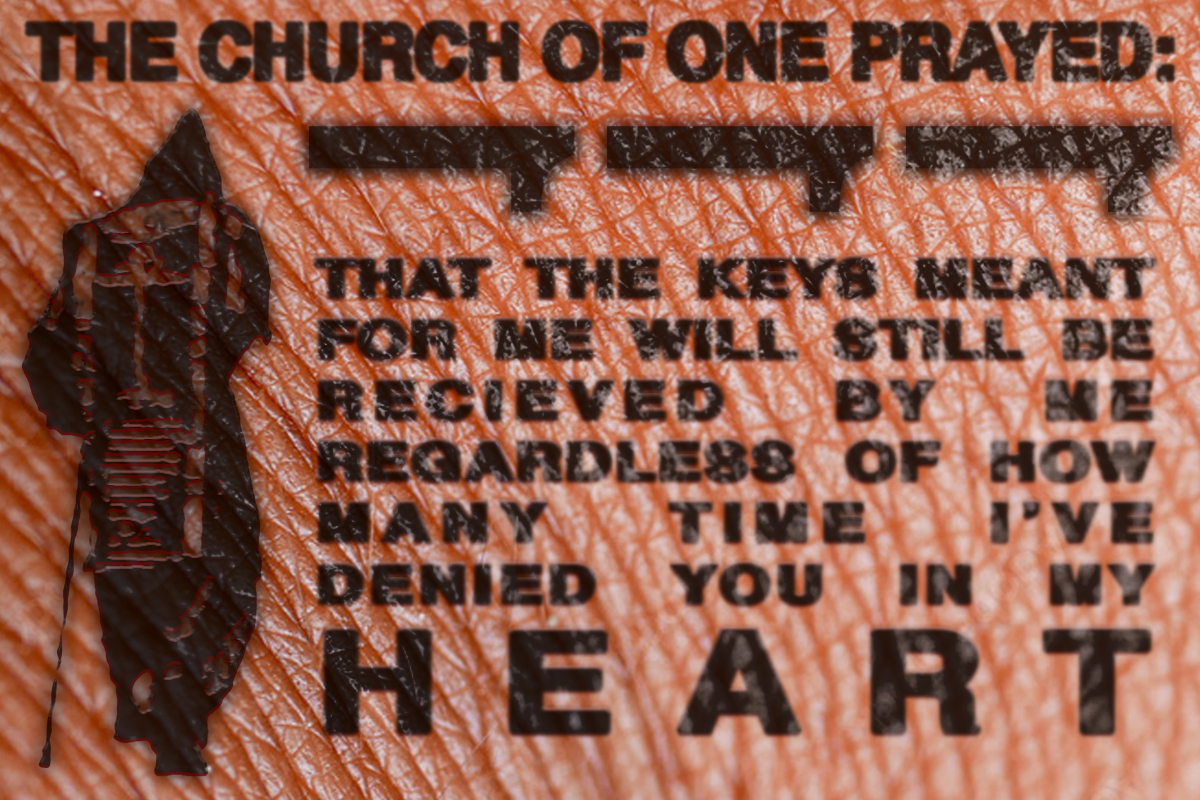 THE CHURCH OF ONE PRAYED:
THAT THE KEYS MEANT
FOR ME WILL STILL BE
RECIEVED BY ME
REGARDLESS OF HOW
MANY TIME I'VE
DENIED YOU IN MY
HEART